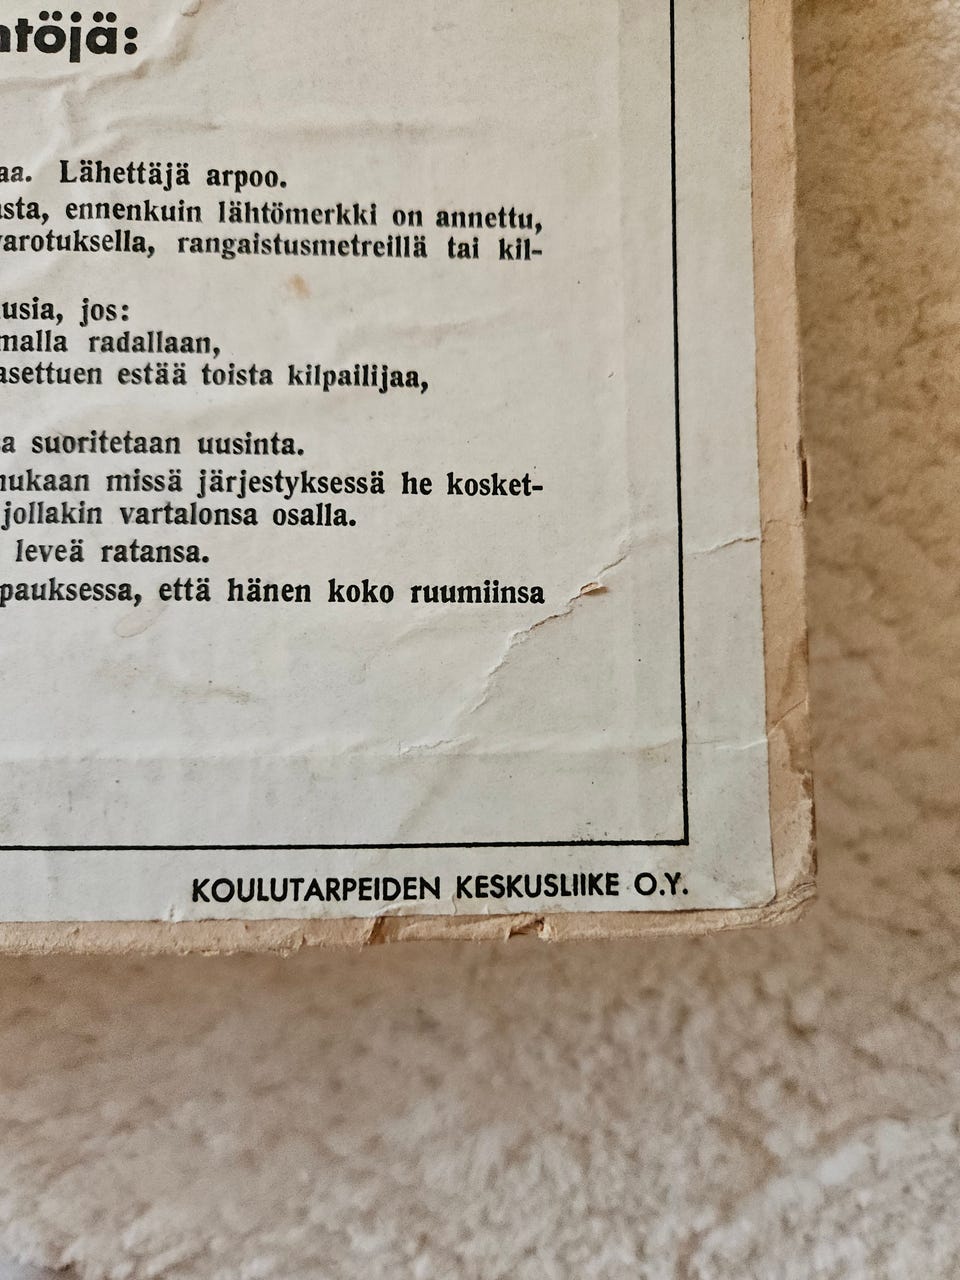 ntöjä:
aa. Lähettäjä arpoo.
sta, ennenkuin lähtömerkki on annettu,
varotuksella, rangaistusmetreillä tai kil-
usia, jos:
malla radallaan,
asettuen estää toista kilpailijaa,
a suoritetaan uusinta.
nukaan missä järjestyksessä he kosket-
jollakin vartalonsa osalla.
leveä ratansa.
pauksessa, että hänen koko ruumiinsa
KOULUTARPEIDEN KESKUSLIIKE O.Y.